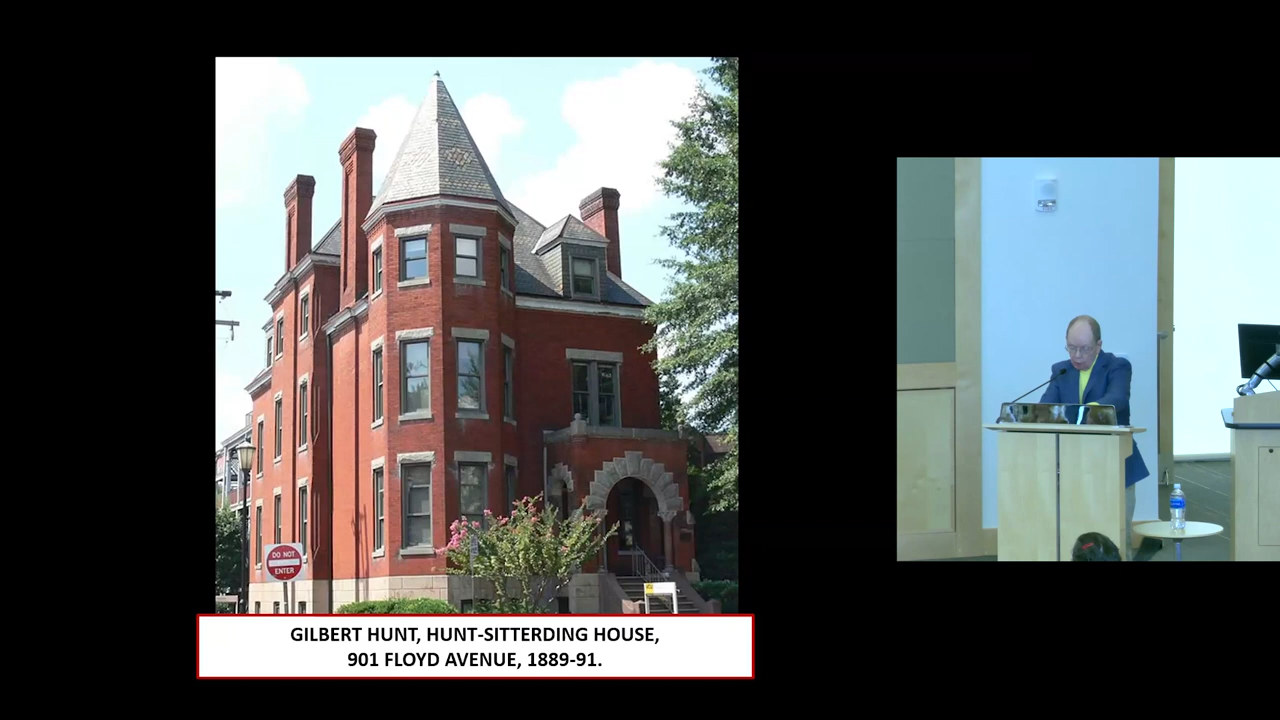 DO NOT
ENTER
GILBERT HUNT, HUNT-SITTERDING HOUSE,
901 FLOYD AVENUE, 1889-91.